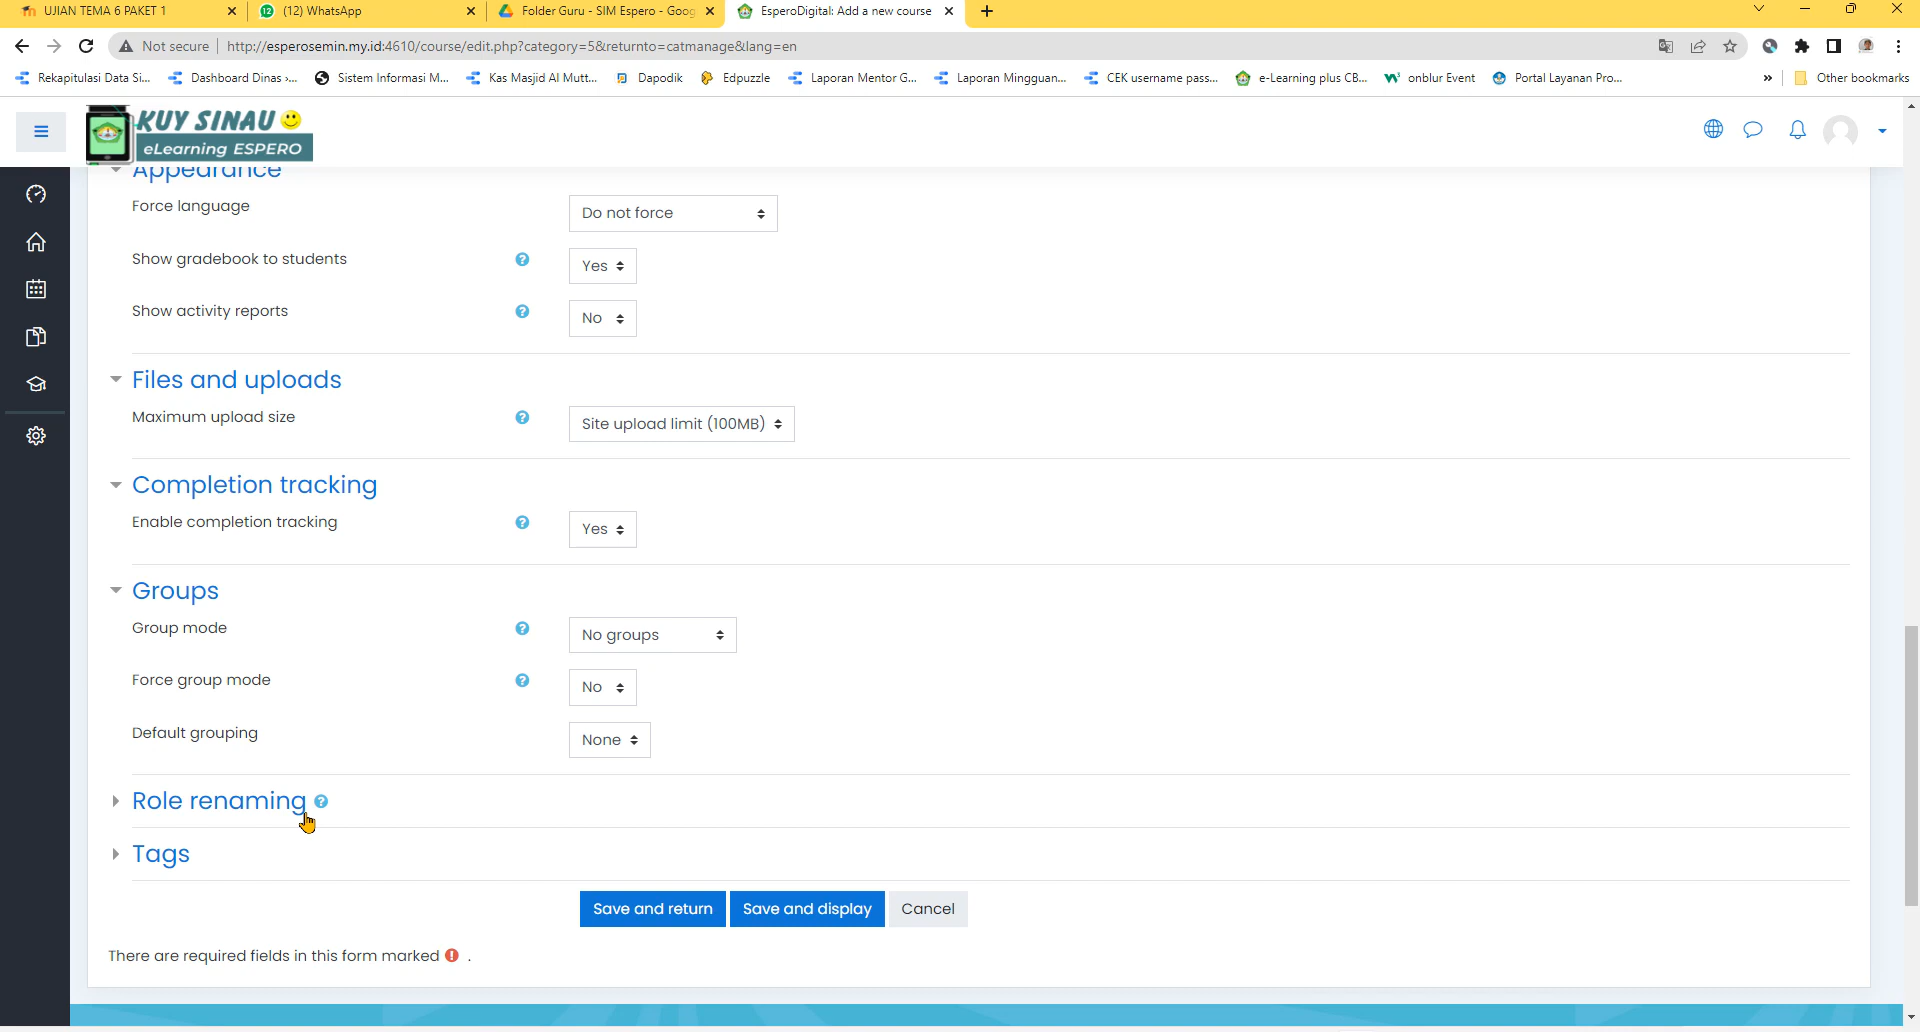 UJIAN TEMA 6 PAKET 1
12
(12) WhatsApp
Folder Guru - SIM Espero - Goog
EsperoDigital: Add a new course
Not secure
http://esperosemin.my.id:4610/course/edit.php?category=5&returnto=catmanage&lang=en
Rekapitulasi Data Si...
Dashboard Dinas >...
Sistem Informasi M...
Kas Masjid Al Mutt...
Dapodik
Edpuzzle
Laporan Mentor G...
Laporan Mingguan...
CEK username pass...
e-Learning plus CB...
onblur Event
Portal Layanan Pro...
Other bookmarks
KUY SINAU
eLearning ESPERO
Appearance
Force language
Do not force
Show gradebook to students
Yes
Show activity reports
No
Files and uploads
Maximum upload size
Site upload limit (100MB)
Completion tracking
Enable completion tracking
Yes
Groups
Group mode
No groups
Force group mode
No
Default grouping
None
Role renaming
Tags
Save and return
Save and display
Cancel
There are required fields in this form marked .